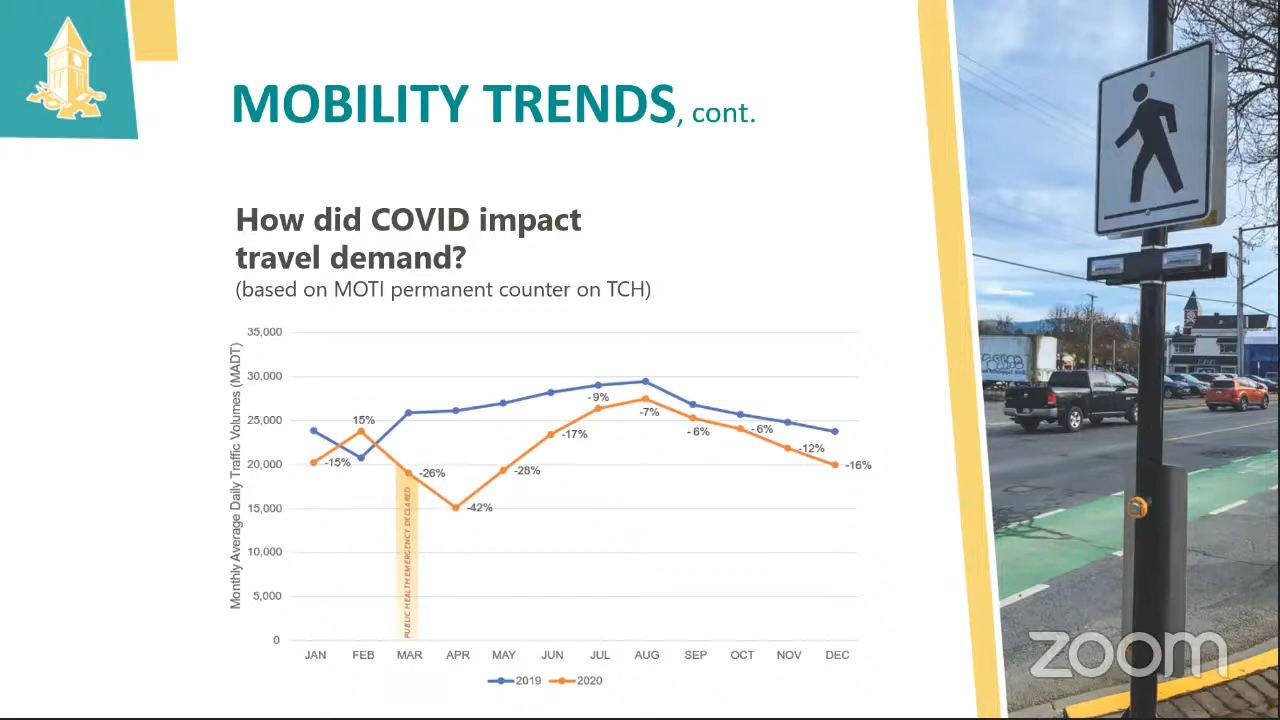 MOBILITY TRENDS, cont.
How did COVID impact
travel demand?
(based on MOTI permanent counter on TCH)
Monthly Average Daily Traffic Volumes (MADT)
35,000
30,000
25,000
20,000
15,000
10,000
5,000
0
-15%
15%
-26%
-42%
-28%
-17%
-9%
-7%
-6%
-6%
-12%
-16%
PUBLIC HEALTH EMERGENCY DECLARED
JAN FEB MAR APR MAY JUN JUL AUG SEP OCT NOV DEC
2019 2020
zoom